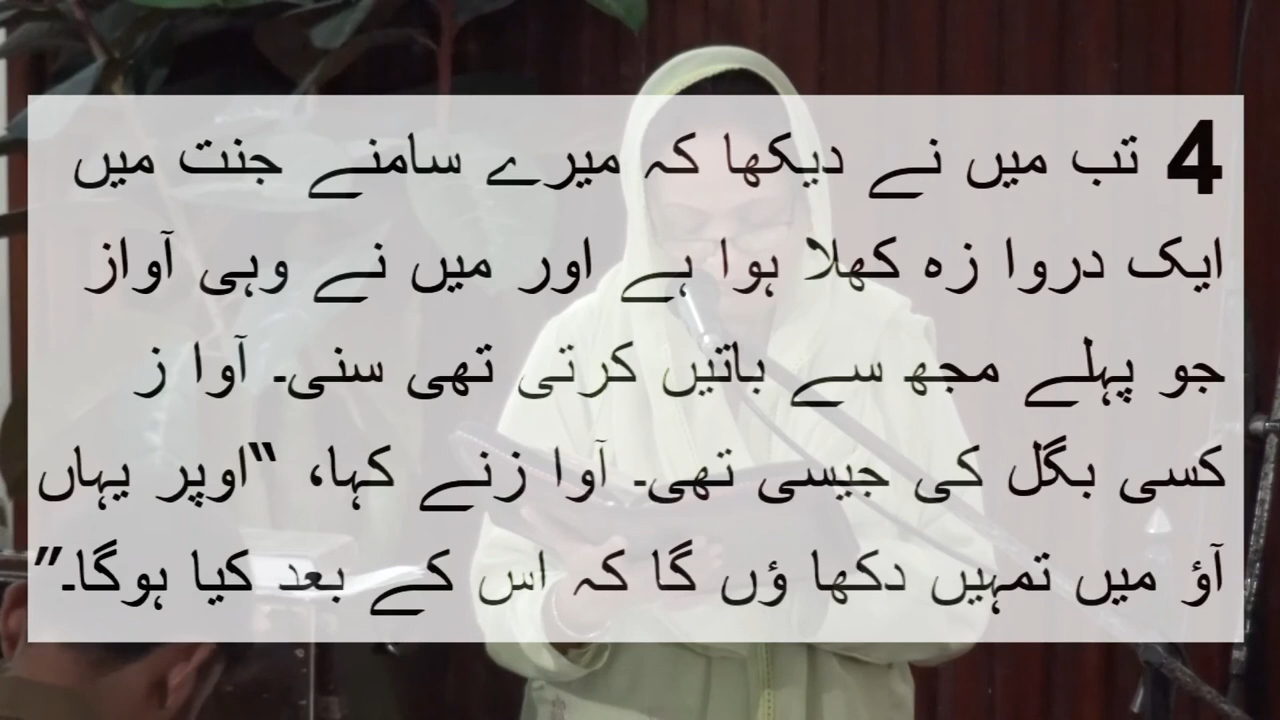 4 تب میں نے دیکھا کہ میرے سامنے جنت میں
ایک دروا زہ کھلا ہوا ہے اور میں نے وہی آواز
جو پہلے مجھ سے باتیں کرتی تھی سنی۔ آوا ز
کسی بگل کی جیسی تھی۔ آوا زنے کہا، “اوپر یہاں
آؤ میں تمہیں دکھا ؤں گا کہ اس کے بعد کیا ہوگا۔”